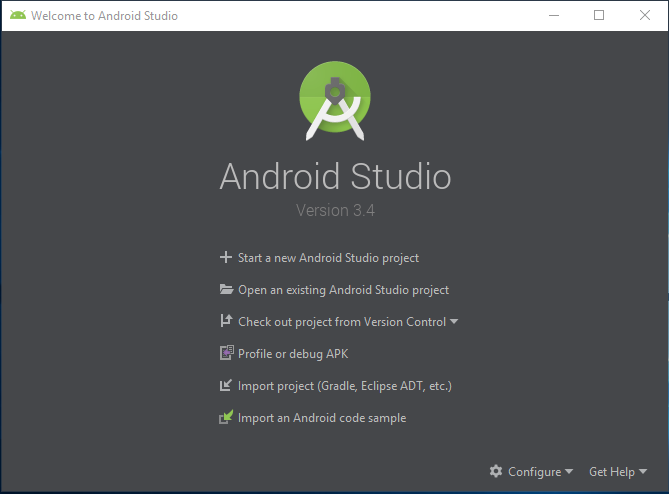 Welcome to Android Studio
Android Studio
Version 3.4
Start a new Android Studio project
Open an existing Android Studio project
Check out project from Version Control
Profile or debug APK
Import project (Gradle, Eclipse ADT, etc.)
Import an Android code sample
Configure Get Help